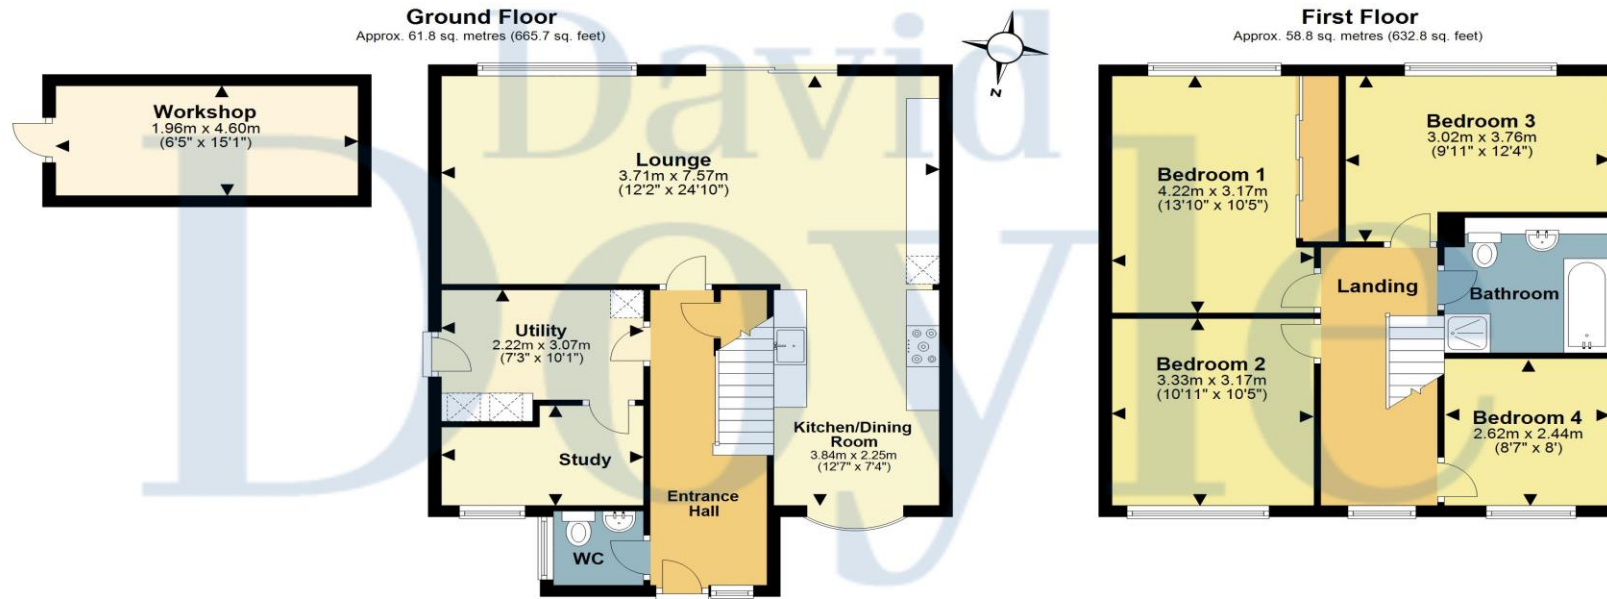 Ground Floor
Approx. 61.8 sq. metres (665.7 sq. feet)
First Floor
Approx. 58.8 sq. metres (632.8 sq. feet)
N
David
Doyle
Workshop
1.96m x 4.60m
(6'5" x 15'1")
Lounge
3.71m x 7.57m
(12'2" x 24'10")
Utility
2.22m x 3.07m
(7'3" x 10'1")
Study
WC
Entrance
Hall
Kitchen/Dining
Room
3.84m x 2.25m
(12'7" x 7'4")
Bedroom 1
4.22m x 3.17m
(13'10" x 10'5")
Bedroom 3
3.02m x 3.76m
(9'11" x 12'4")
Landing
Bathroom
Bedroom 2
3.33m x 3.17m
(10'11" x 10'5")
Bedroom 4
2.62m x 2.44m
(8'7" x 8')